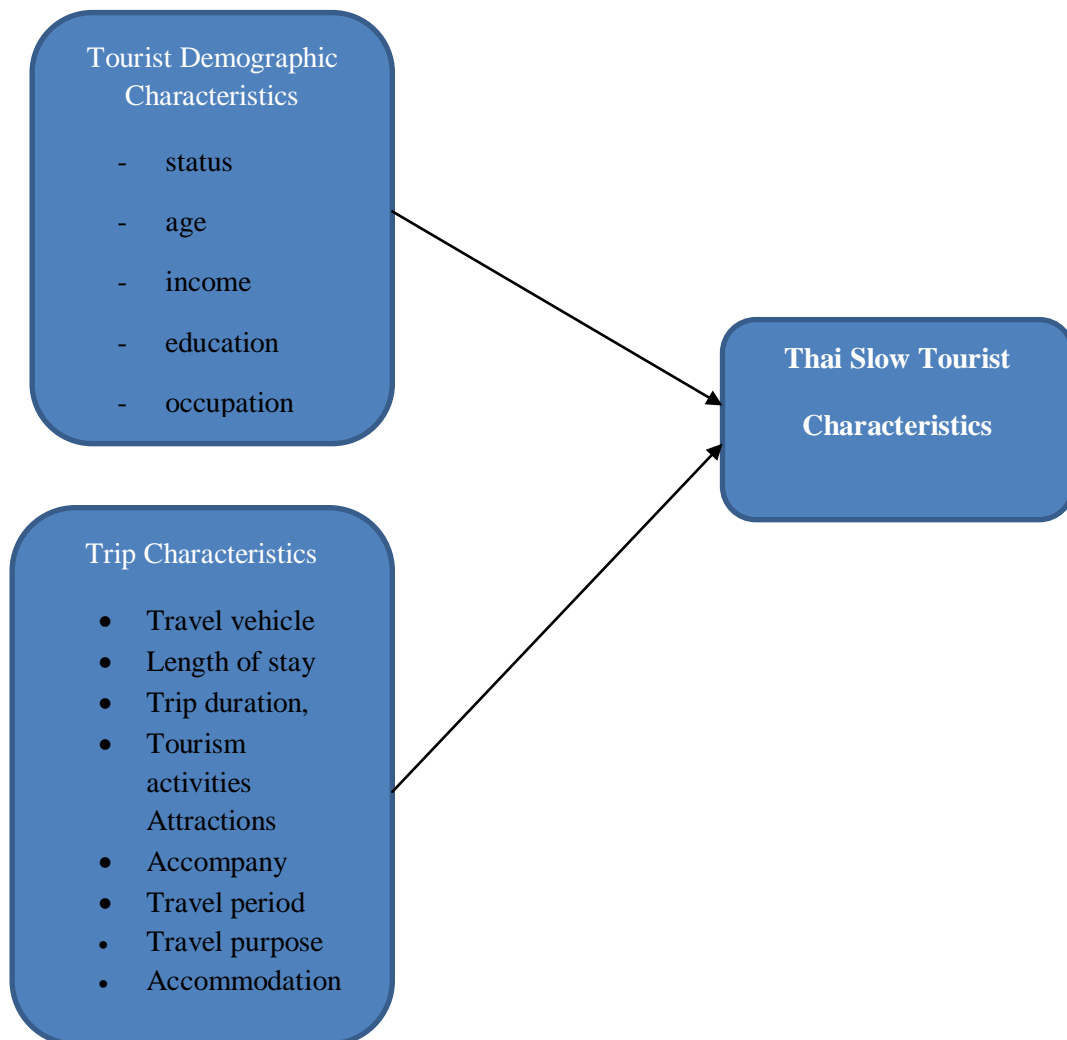 Tourist Demographic
Characteristics
- status
- age
- income
- education
- occupation
Thai Slow Tourist
Characteristics
Trip Characteristics
• Travel vehicle
• Length of stay
• Trip duration,
• Tourism
activities
Attractions
• Accompany
• Travel period
• Travel purpose
• Accommodation